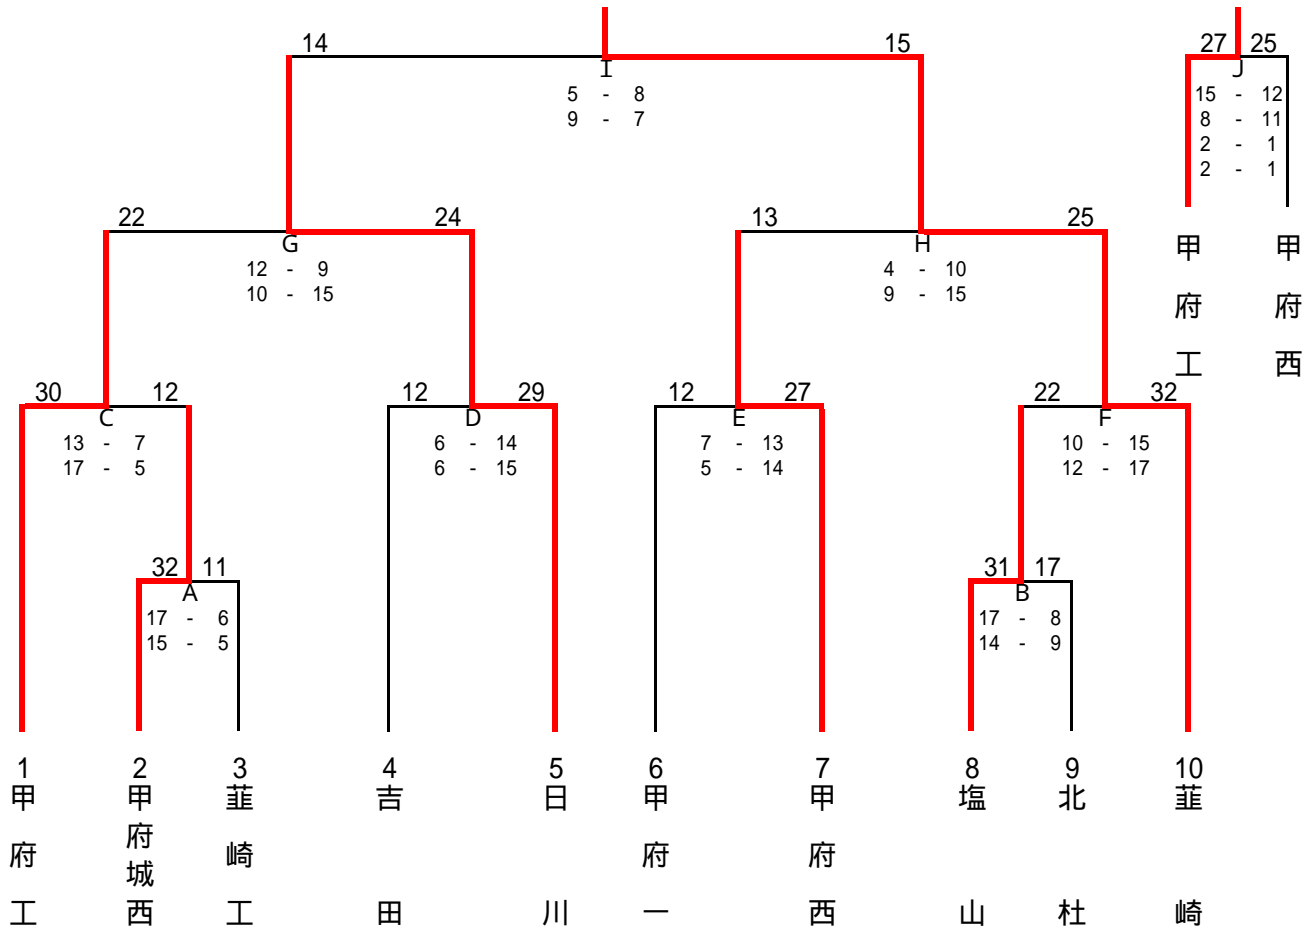 14 15 27 25
I J
5 - 8 15 - 12
9 - 7 8 - 11
2 - 1
2 - 1
22 24 13 25
G H
12 - 9 4 - 10
10 - 15 9 - 15
甲府工 甲府西
30 12 12 29 12 27 22 32
C D E F
13 - 7 6 - 14 7 - 13 10 - 15
17 - 5 6 - 15 5 - 14 12 - 17
32 11 31 17
A B
17 - 6 17 - 8
15 - 5 14 - 9
1 2 3 4 5 6 7 8 9 10
甲府工
甲府城西
韮崎工
吉田
日川
甲府一
甲府西
塩山
北杜
韮崎